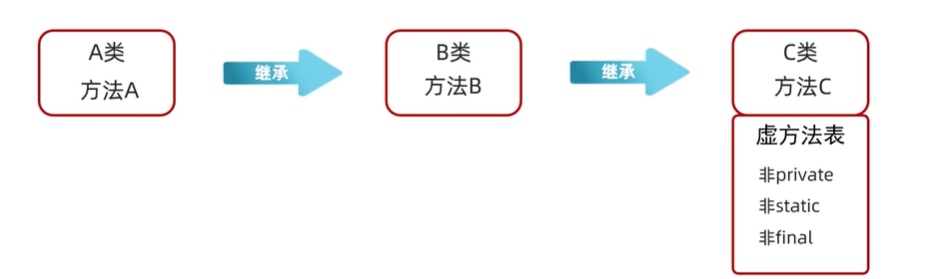 A类
方法A
继承
B类
方法B
继承
C类
方法C
虚方法表
非private
非static
非final